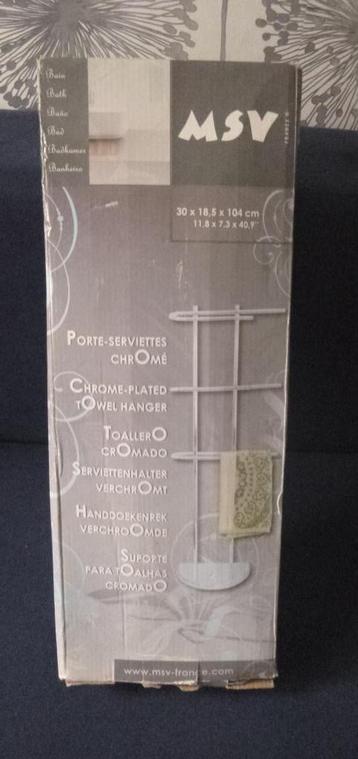 Bain
Bath
Baño
Bad
Badkamer
Banheiro
MSV
FRANCE®
30 x 18,5 x 104 cm
11,8 x 7,3 x 40,9"
PORTE-SERVIETTES
CHROMÉ
CHROME-PLATED
TOWEL HANGER
TOALLERO
CROMADO
SERVIETTENHALTER
VERCHROMT
HANDDOEKENREK
VERCHROOMDE
SUPORTE
PARA TOALHAS
CROMADO
www.msv-france.com